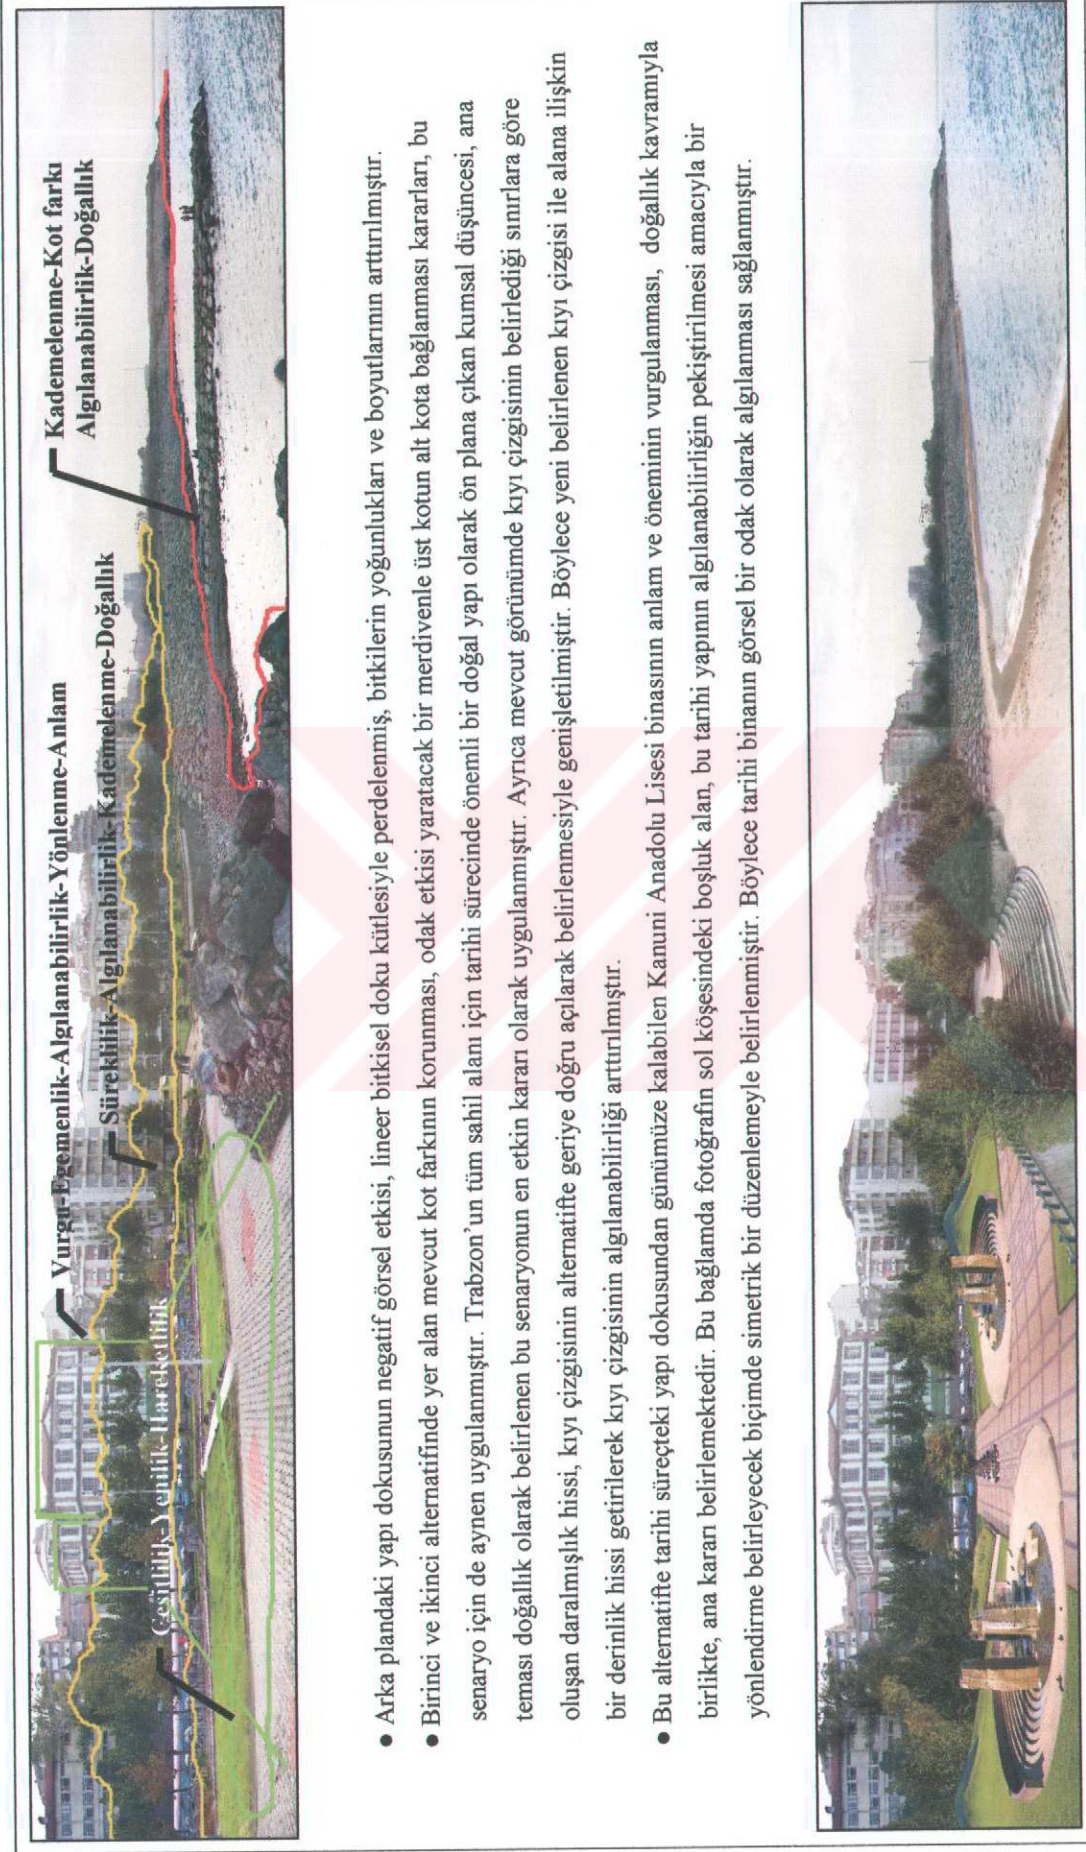 Vurgu-Egemenlik-Algılanabilirlik-Yönlenme-Anlam
Süreklilik-Algılanabilirlik-Kademelenme-Doğallık
Kademelenme-Kot farkı
Algılanabilirlik-Doğallık
Çeşitlilik-Yenilik-Hareketlilik
● Arka plandaki yapı dokusunun negatif görsel etkisi, lineer bitkisel doku kütlesiyle perdelenmiş, bitkilerin yoğunlukları ve boyutlarının arttırılmıştır.
● Birinci ve ikinci alternatifinde yer alan mevcut kot farkının korunması, odak etkisi yaratacak bir merdivenle üst kotun alt kota bağlanması kararları, bu
senaryo için de aynen uygulanmıştır. Trabzon’un tüm sahil alanı için tarihi sürecinde önemli bir doğal yapı olarak ön plana çıkan kumsal düşüncesi, ana
teması doğallık olarak belirlenen bu senaryonun en etkin kararı olarak uygulanmıştır. Ayrıca mevcut görünümde kıyı çizgisinin belirlediği sınırlara göre
oluşan daralmışlık hissi, kıyı çizgisinin alternatifte geriye doğru açılarak belirlenmesiyle genişletilmiştir. Böylece yeni belirlenen kıyı çizgisi ile alana ilişkin
bir derinlik hissi getirilerek kıyı çizgisinin algılanabilirliği arttırılmıştır.
● Bu alternatifte tarihi süreçteki yapı dokusundan günümüze kalabilen Kanuni Anadolu Lisesi binasının anlam ve öneminin vurgulanması, doğallık kavramıyla
birlikte, ana kararı belirlemektedir. Bu bağlamda fotoğrafın sol köşesindeki boşluk alan, bu tarihi yapının algılanabilirliğin pekiştirilmesi amacıyla bir
yönlendirme belirleyecek biçimde simetrik bir düzenlemeyle belirlenmiştir. Böylece tarihi binanın görsel bir odak olarak algılanması sağlanmıştır.